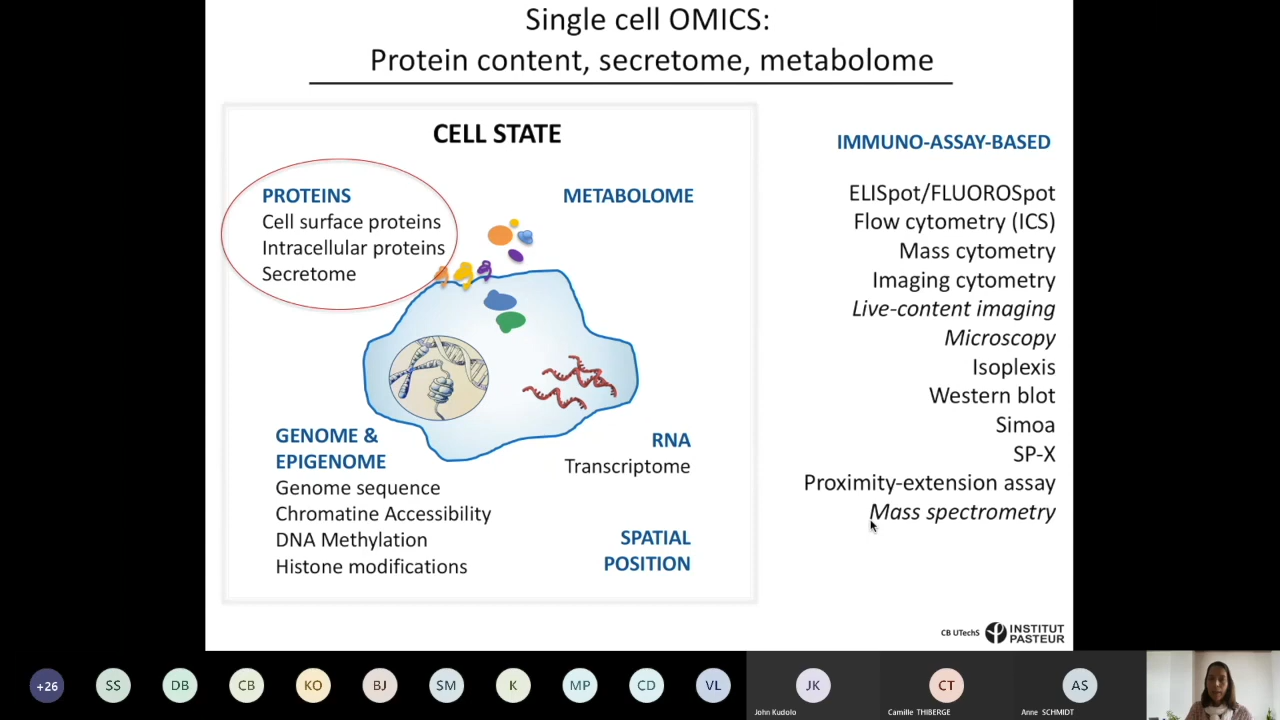 Single cell OMICS:
Protein content, secretome, metabolome
CELL STATE
PROTEINS
Cell surface proteins
Intracellular proteins
Secretome
METABOLOME
GENOME &
EPIGENOME
Genome sequence
Chromatine Accessibility
DNA Methylation
Histone modifications
RNA
Transcriptome
SPATIAL
POSITION
IMMUNO-ASSAY-BASED
ELISpot/FLUOROSpot
Flow cytometry (ICS)
Mass cytometry
Imaging cytometry
Live-content imaging
Microscopy
Isoplexis
Western blot
Simoa
SP-X
Proximity-extension assay
Mass spectrometry
CB UTechS
INSTITUT
PASTEUR
+26
SS
DB
CB
KO
BJ
SM
K
MP
CD
VL
JK
John Kudolo
CT
Camille THIBERGE
AS
Anne SCHMIDT